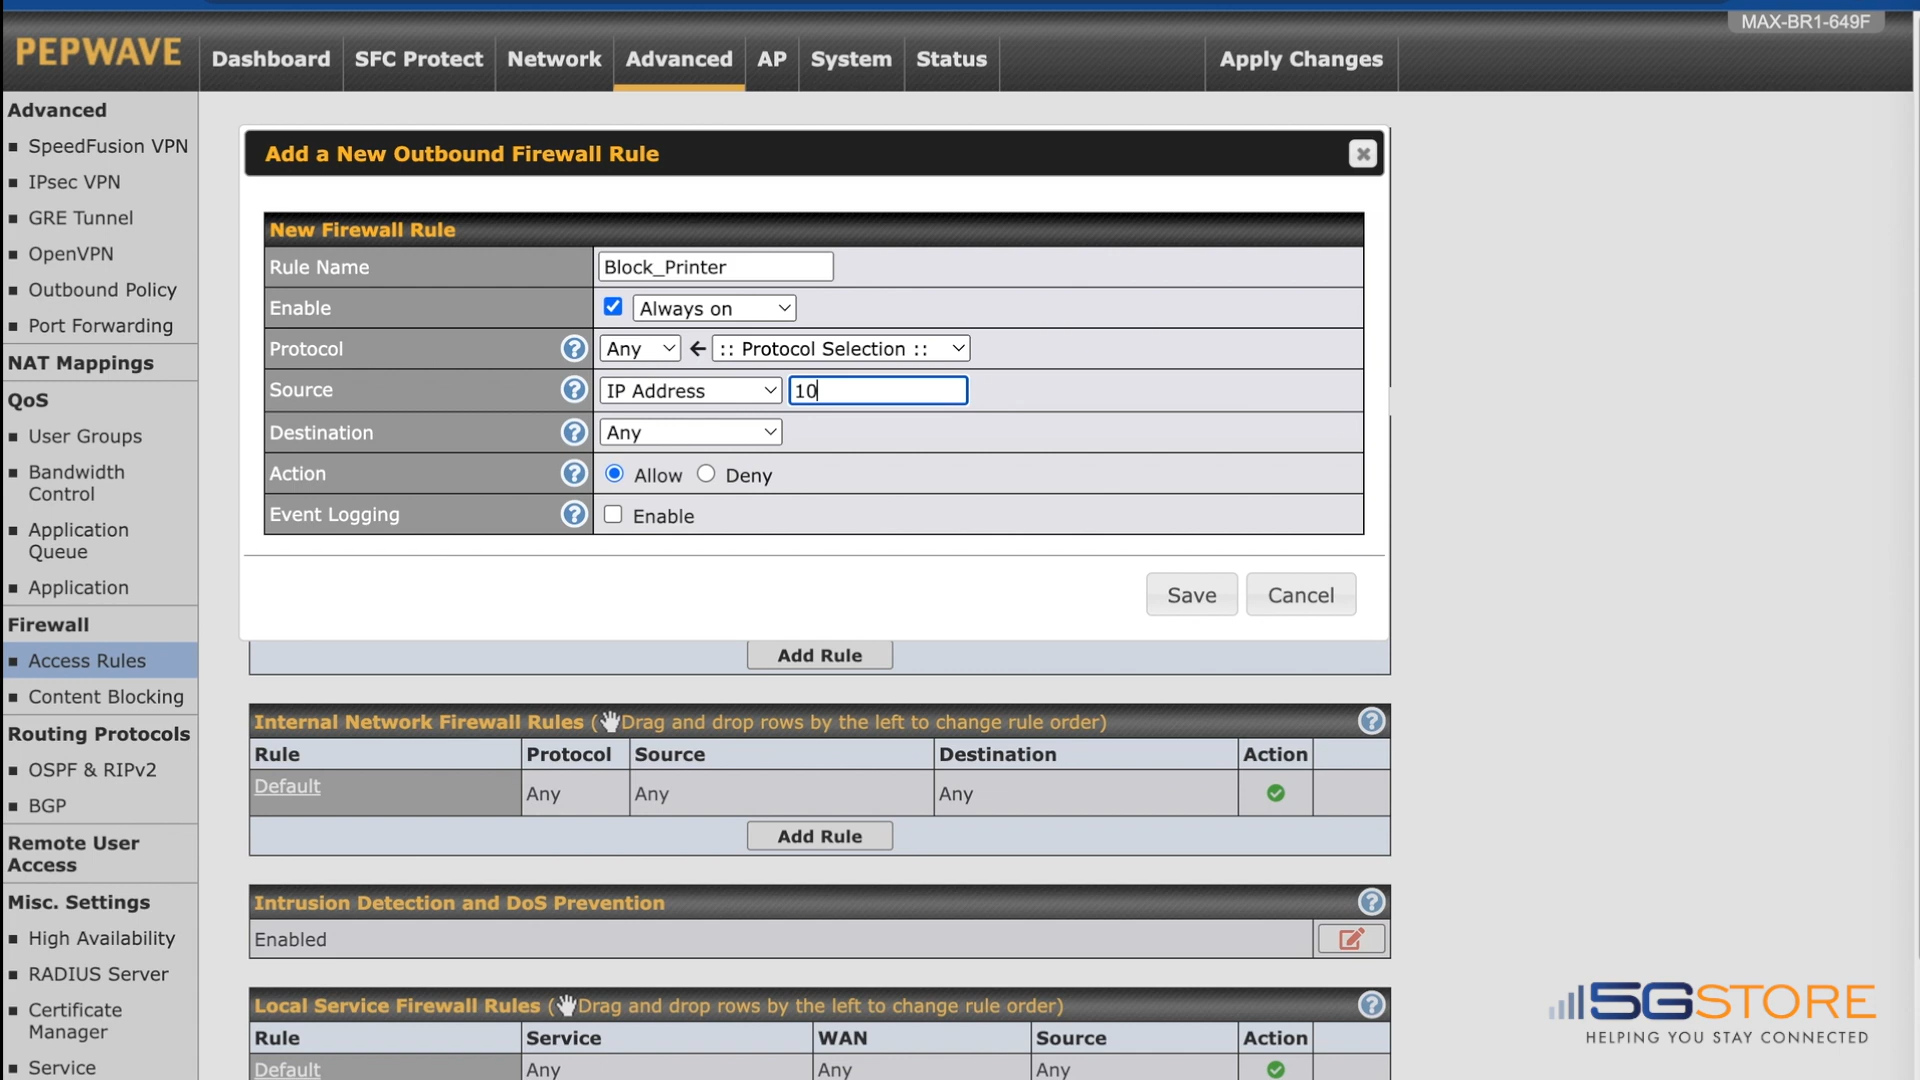 MAX-BR1-649F
PEPWAVE
Dashboard
SFC Protect
Network
Advanced
AP
System
Status
Apply Changes
Advanced
SpeedFusion VPN
IPsec VPN
GRE Tunnel
OpenVPN
Outbound Policy
Port Forwarding
NAT Mappings
QoS
User Groups
Bandwidth
Control
Application
Queue
Application
Firewall
Access Rules
Content Blocking
Routing Protocols
OSPF & RIPv2
BGP
Remote User
Access
Misc. Settings
High Availability
RADIUS Server
Certificate
Manager
Service
Add a New Outbound Firewall Rule
New Firewall Rule
Rule Name Block_Printer
Enable Always on
Protocol ? Any :: Protocol Selection ::
Source ? IP Address 10
Destination ? Any
Action ? Allow Deny
Event Logging ? Enable
Save Cancel
Add Rule
Internal Network Firewall Rules (Drag and drop rows by the left to change rule order) ?
Rule Protocol Source Destination Action
Default Any Any Any
Add Rule
Intrusion Detection and DoS Prevention ?
Enabled
Local Service Firewall Rules (Drag and drop rows by the left to change rule order) ?
Rule Service WAN Source Action
Default Any Any Any
5GSTORE
HELPING YOU STAY CONNECTED